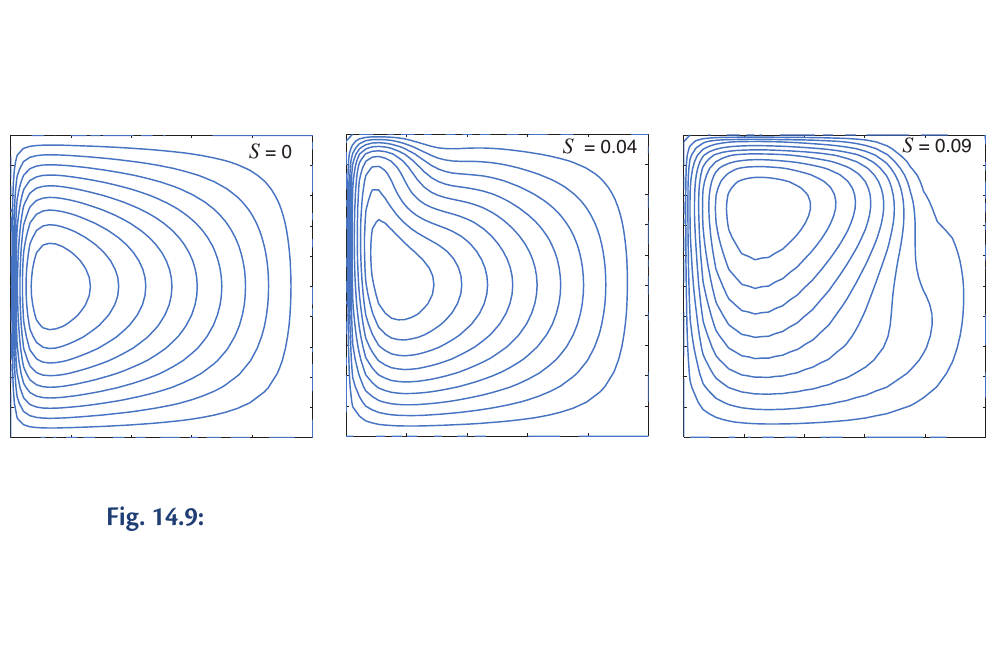 S = 0
S = 0.04
S = 0.09
Fig. 14.9: